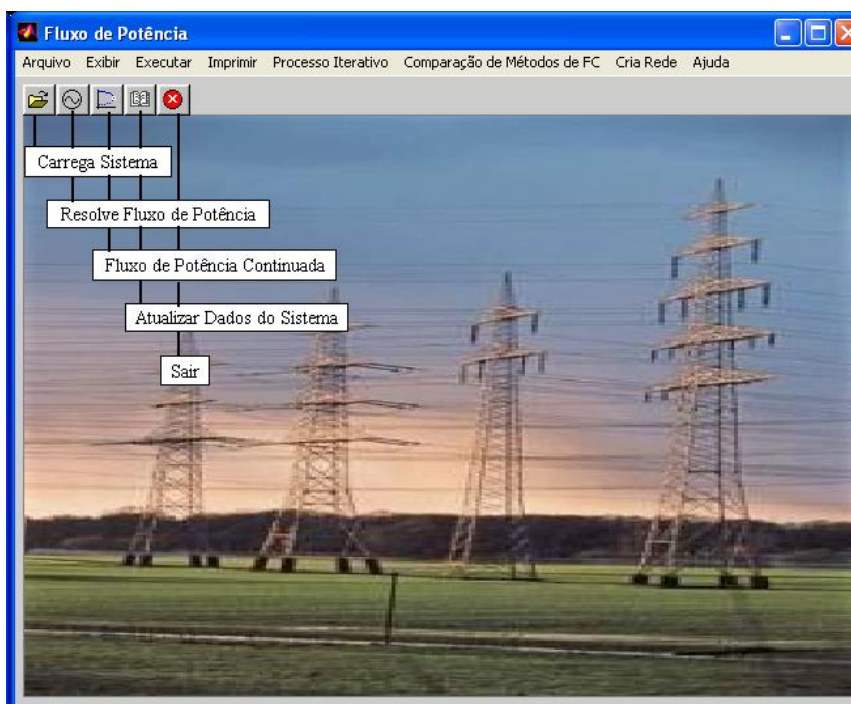 Fluxo de Potência
Arquivo Exibir Executar Imprimir Processo Iterativo Comparação de Métodos de FC Cria Rede Ajuda
Carrega Sistema
Resolve Fluxo de Potência
Fluxo de Potência Continuada
Atualizar Dados do Sistema
Sair